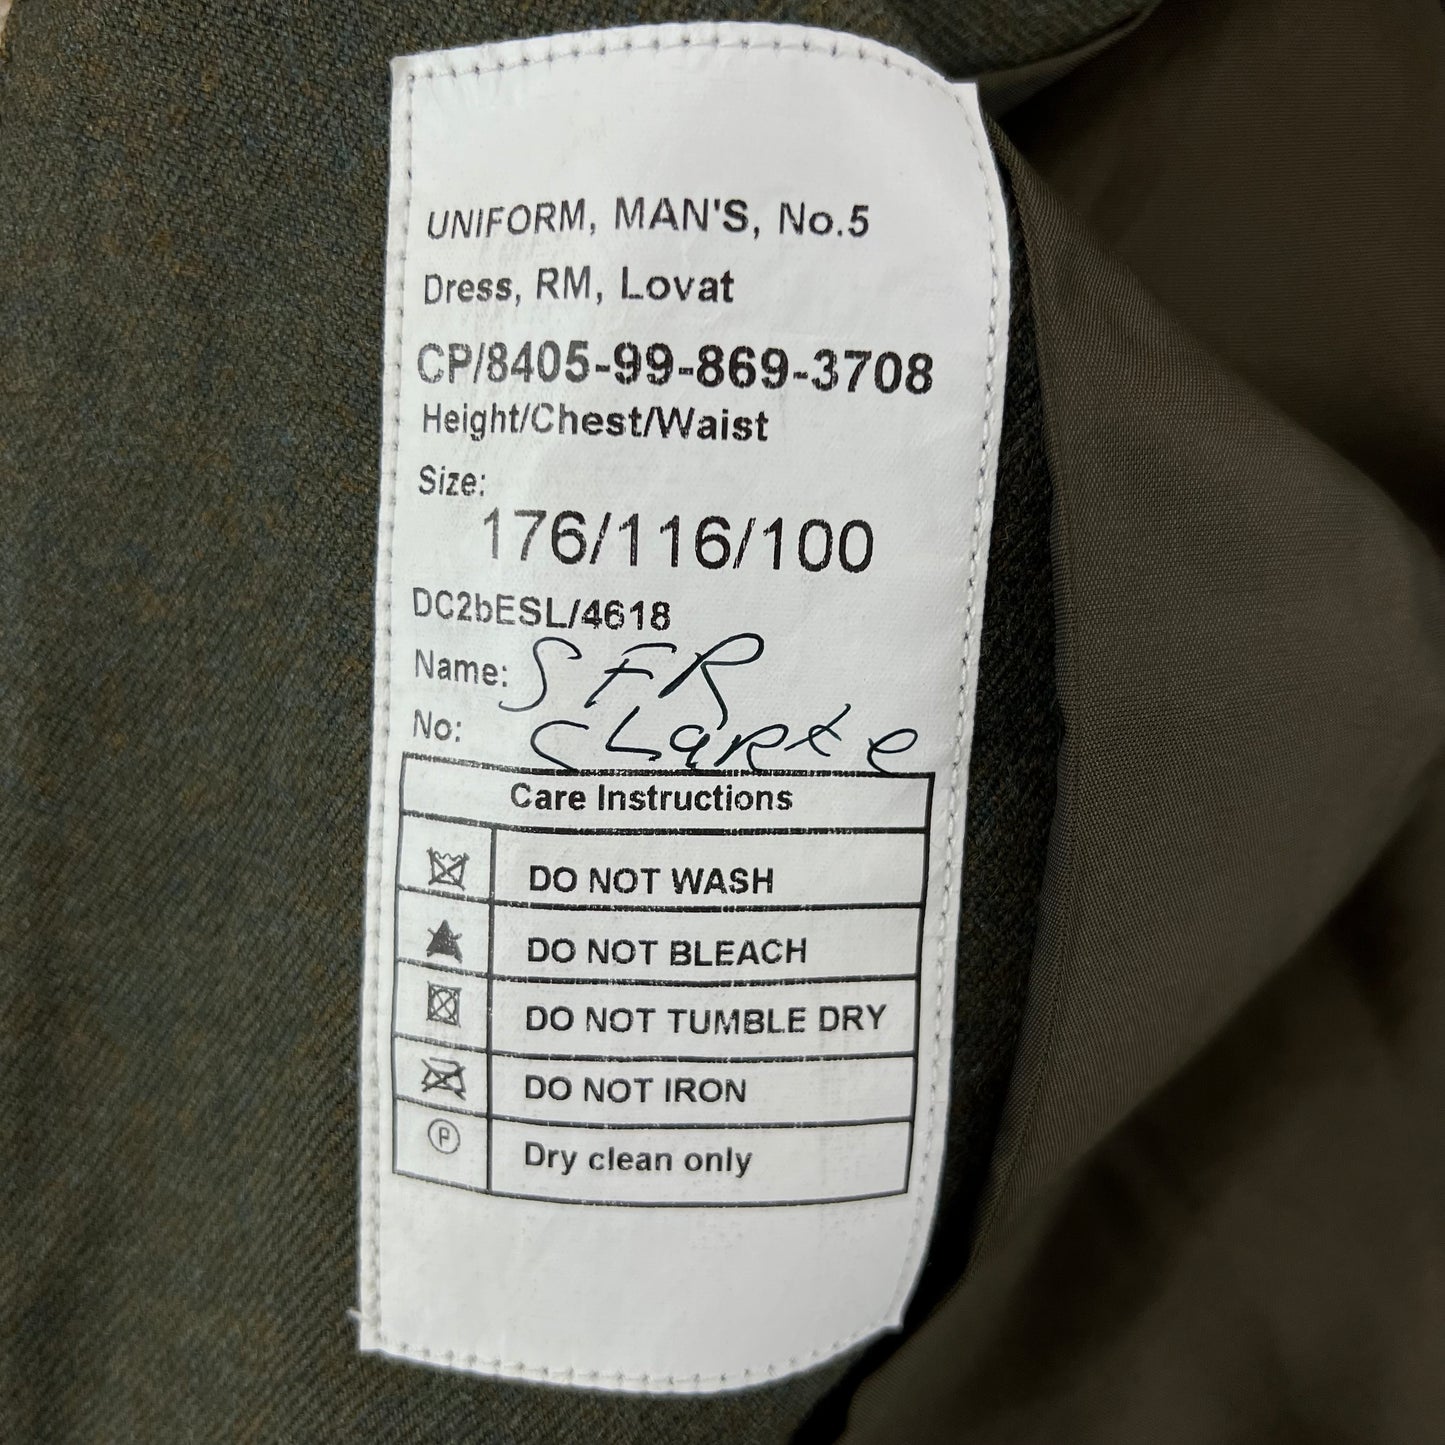 UNIFORM, MAN'S, No.5
Dress, RM, Lovat
CP/8405-99-869-3708
Height/Chest/Waist
Size:
176/116/100
DC2bESL/4618
Name: SFR
No: CLARKe
Care Instructions
DO NOT WASH
DO NOT BLEACH
DO NOT TUMBLE DRY
DO NOT IRON
P Dry clean only